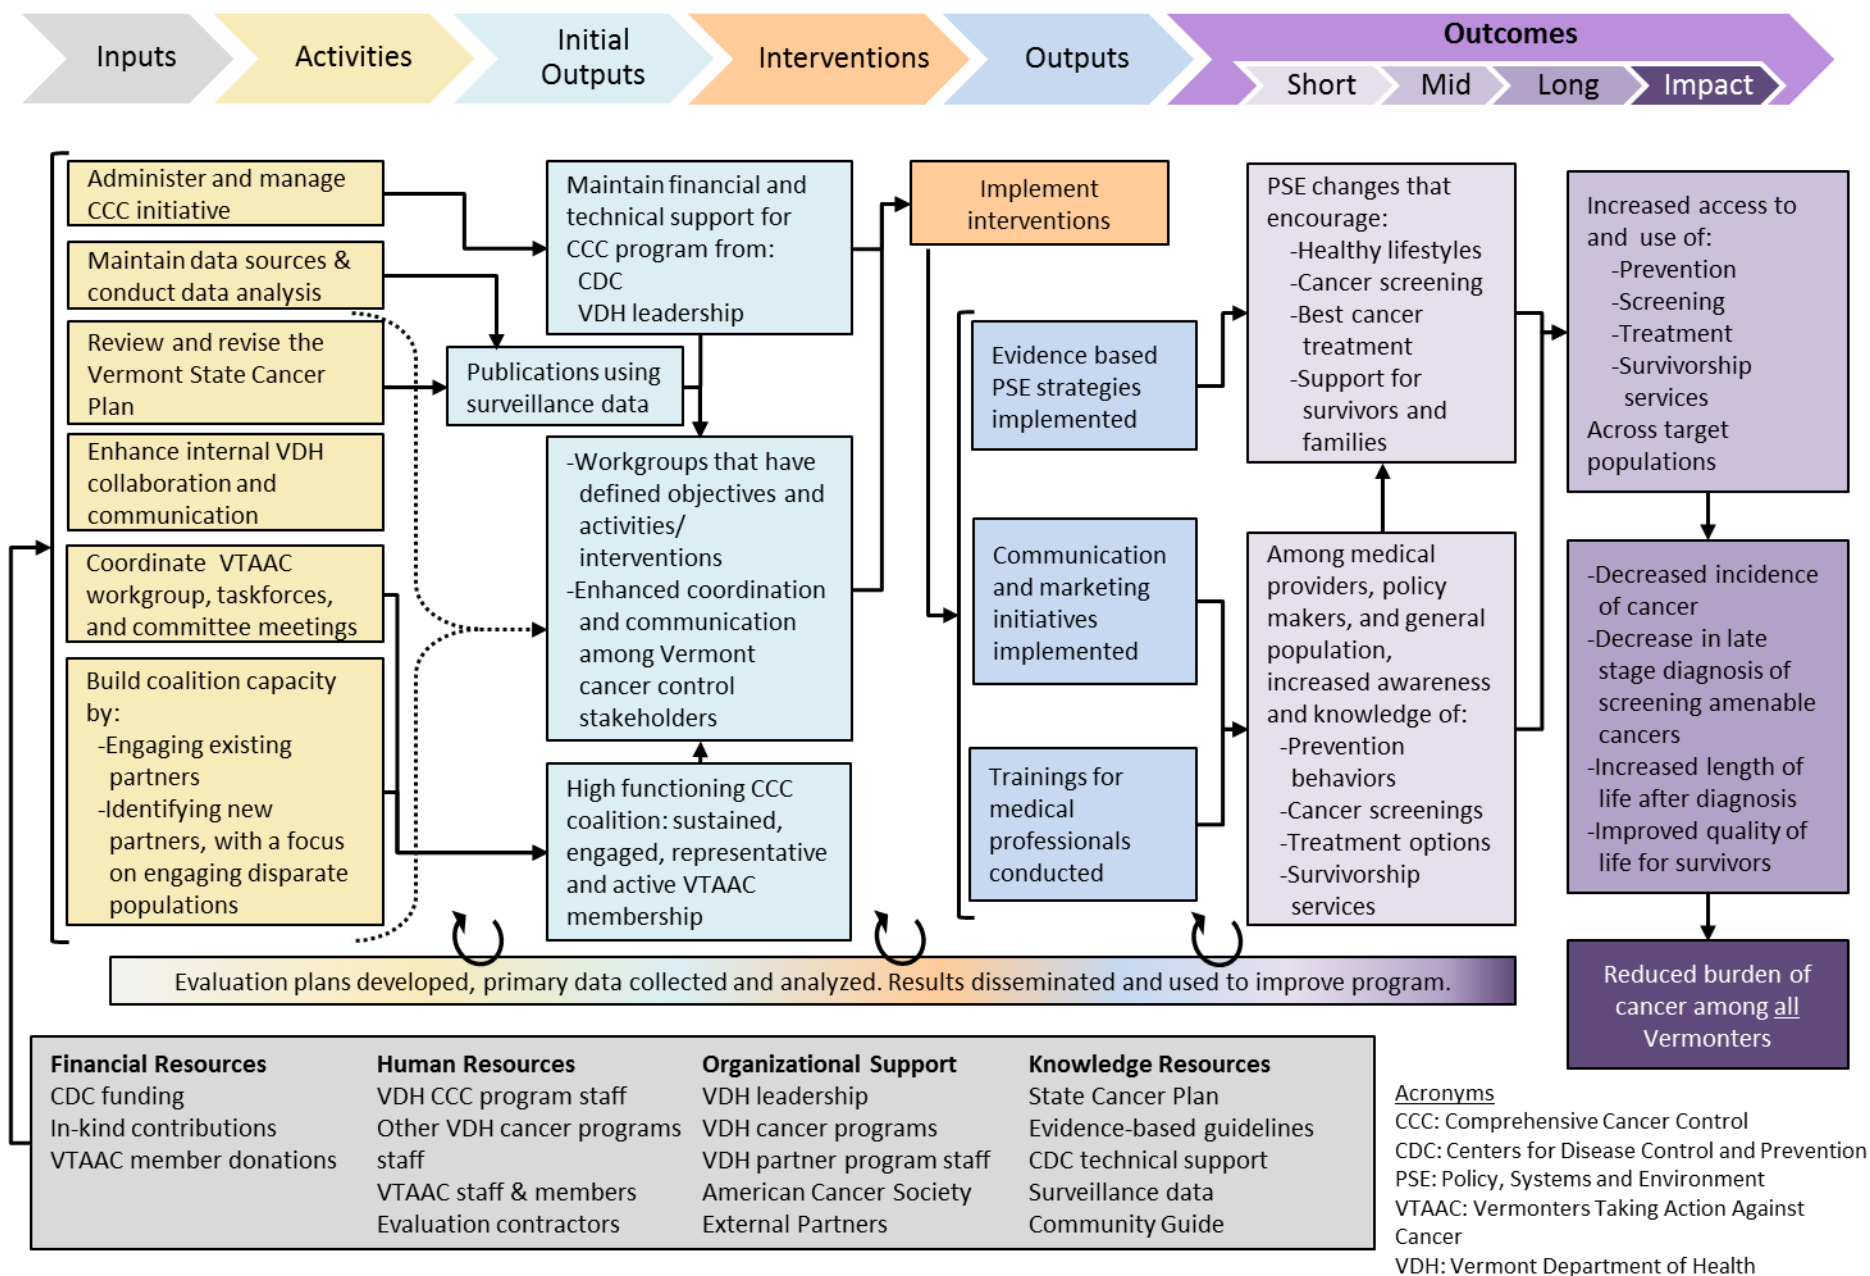 Inputs
Activities
Initial
Outputs
Interventions
Outputs
Outcomes
Short
Mid
Long
Impact
Administer and manage
CCC initiative
Maintain data sources &
conduct data analysis
Review and revise the
Vermont State Cancer
Plan
Enhance internal VDH
collaboration and
communication
Coordinate VTAAC
workgroup, taskforces,
and committee meetings
Build coalition capacity
by:
-Engaging existing
partners
-Identifying new
partners, with a focus
on engaging disparate
populations
Maintain financial and
technical support for
CCC program from:
CDC
VDH leadership
Publications using
surveillance data
-Workgroups that have
defined objectives and
activities/
interventions
-Enhanced coordination
and communication
among Vermont
cancer control
stakeholders
High functioning CCC
coalition: sustained,
engaged, representative
and active VTAAC
membership
Implement
interventions
Evidence based
PSE strategies
implemented
Communication
and marketing
initiatives
implemented
Trainings for
medical
professionals
conducted
PSE changes that
encourage:
-Healthy lifestyles
-Cancer screening
-Best cancer
treatment
-Support for
survivors and
families
Among medical
providers, policy
makers, and general
population,
increased awareness
and knowledge of:
-Prevention
behaviors
-Cancer screenings
-Treatment options
-Survivorship
services
Increased access to
and use of:
-Prevention
-Screening
-Treatment
-Survivorship
services
Across target
populations
-Decreased incidence
of cancer
-Decrease in late
stage diagnosis of
screening amenable
cancers
-Increased length of
life after diagnosis
-Improved quality of
life for survivors
Reduced burden of
cancer among all
Vermonters
Evaluation plans developed, primary data collected and analyzed. Results disseminated and used to improve program.
Financial Resources
CDC funding
In-kind contributions
VTAAC member donations
Human Resources
VDH CCC program staff
Other VDH cancer programs
staff
VTAAC staff & members
Evaluation contractors
Organizational Support
VDH leadership
VDH cancer programs
VDH partner program staff
American Cancer Society
External Partners
Knowledge Resources
State Cancer Plan
Evidence-based guidelines
CDC technical support
Surveillance data
Community Guide
Acronyms
CCC: Comprehensive Cancer Control
CDC: Centers for Disease Control and Prevention
PSE: Policy, Systems and Environment
VTAAC: Vermonters Taking Action Against
Cancer
VDH: Vermont Department of Health